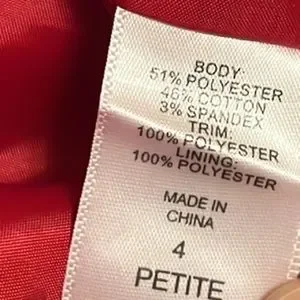 BODY:
51% POLYESTER
46% COTTON
3% SPANDEX
TRIM:
100% POLYESTER
LINING:
100% POLYESTER
MADE IN
CHINA
4
PETITE